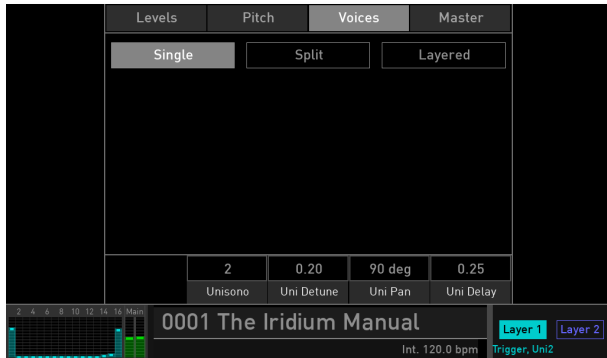 Levels Pitch Voices Master
Single Split Layered
2 0.20 90 deg 0.25
Unisono Uni Detune Uni Pan Uni Delay
2 4 6 8 10 12 14 16 Main
0001 The Iridium Manual
Int. 120.0 bpm
Layer 1 Layer 2
Trigger, Uni2